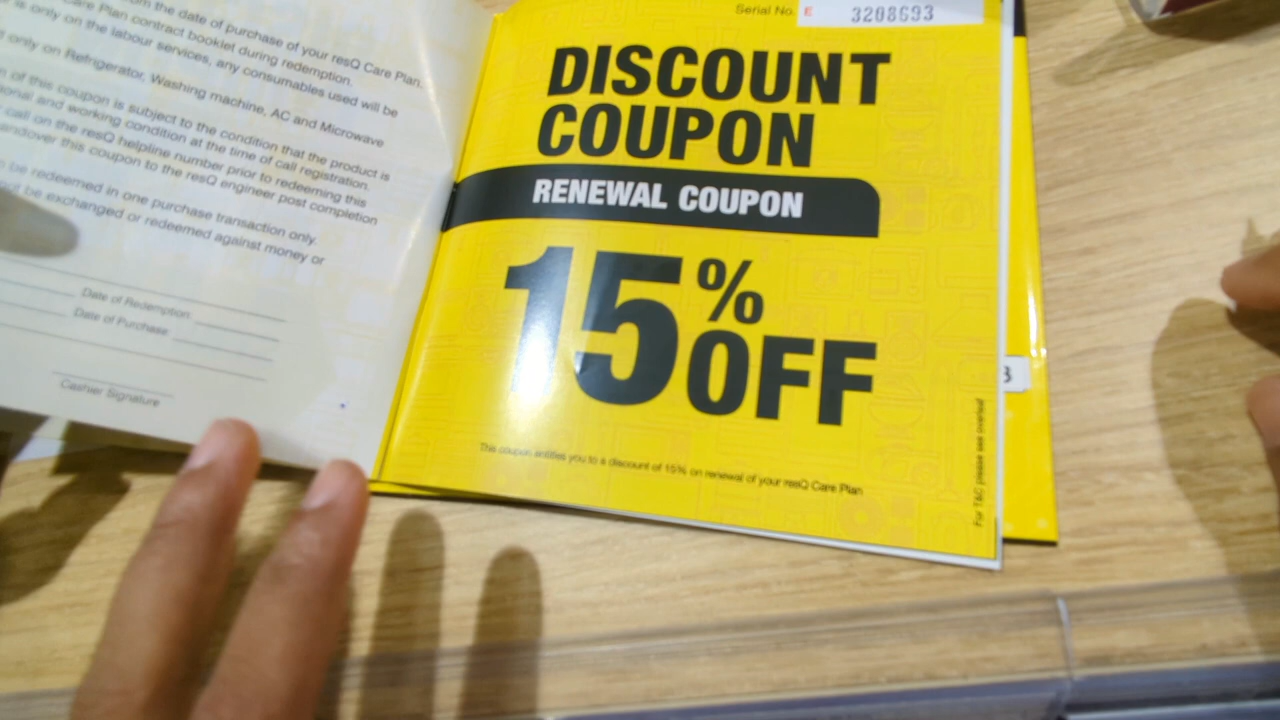 m the date of purchase of your resQ Care Plan.
Care Plan contract booklet during redemption.
is only on the labour services, any consumables used will be
only on Refrigerator, Washing machine, AC and Microwave
of this coupon is subject to the condition that the product is
onal and working condition at the time of call registration.
call on the resQ helpline number prior to redeeming this
andover this coupon to the resQ engineer post completion
be redeemed in one purchase transaction only.
not be exchanged or redeemed against money or
Date of Redemption:
Date of Purchase:
Cashier Signature
Serial No. E 3208693
DISCOUNT
COUPON
RENEWAL COUPON
15%
OFF
This coupon entitles you to a discount of 15% on renewal of your resQ Care Plan
For T&C please see overleaf
3